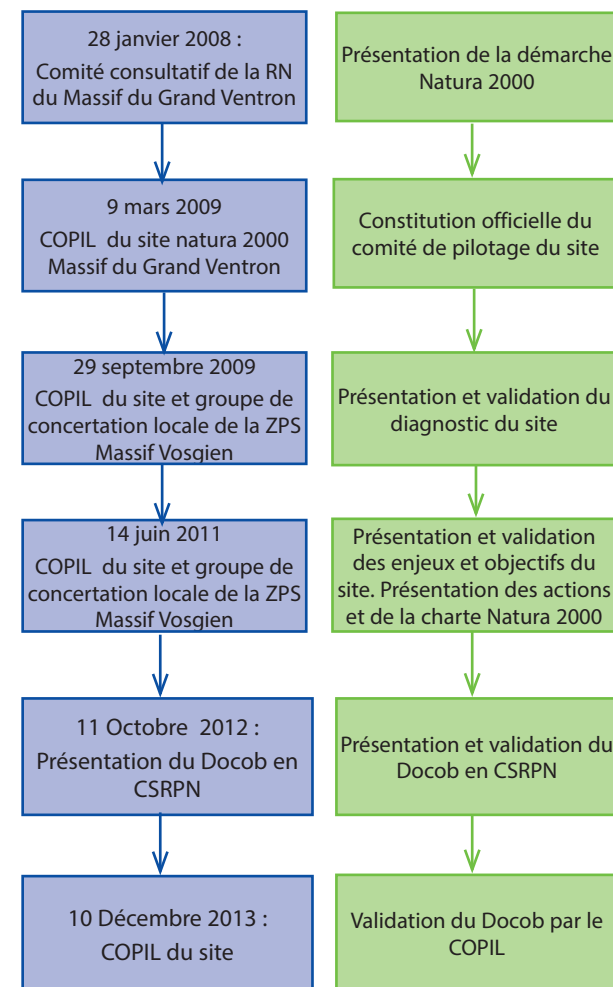 28 janvier 2008 :
Comité consultatif de la RN
du Massif du Grand Ventron
Présentation de la démarche
Natura 2000
9 mars 2009
COPIL du site natura 2000
Massif du Grand Ventron
Constitution officielle du
comité de pilotage du site
29 septembre 2009
COPIL du site et groupe de
concertation locale de la ZPS
Massif Vosgien
Présentation et validation du
diagnostic du site
14 juin 2011
COPIL du site et groupe de
concertation locale de la ZPS
Massif Vosgien
Présentation et validation
des enjeux et objectifs du
site. Présentation des actions
et de la charte Natura 2000
11 Octobre 2012 :
Présentation du Docob en
CSRPN
Présentation et validation du
Docob en CSRPN
10 Décembre 2013 :
COPIL du site
Validation du Docob par le
COPIL